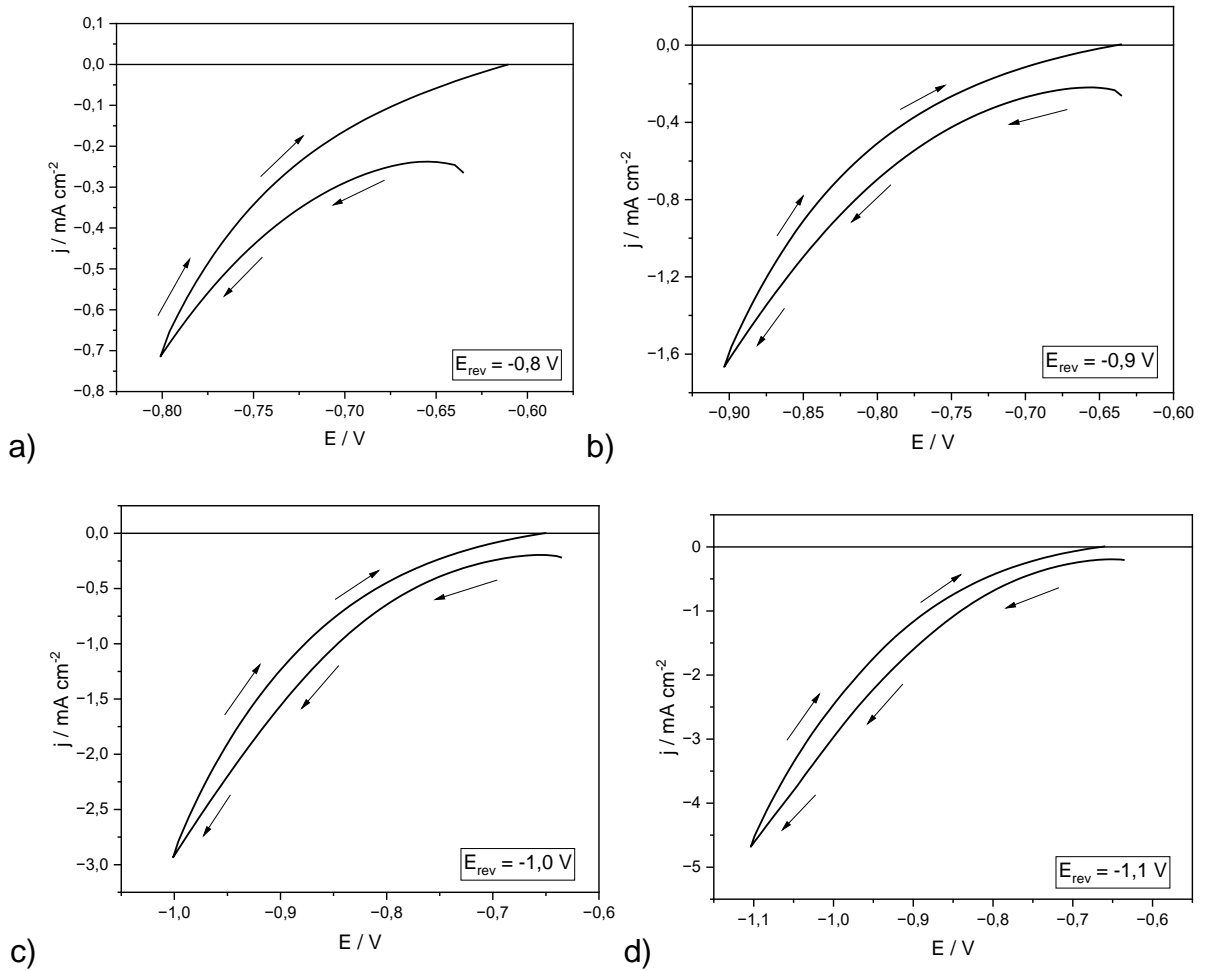 0,1
0,0
−0,1
−0,2
−0,3
−0,4
−0,5
−0,6
−0,7
−0,8
j / mA cm-2
−0,80 −0,75 −0,70 −0,65 −0,60
E / V
Erev = -0,8 V
a)
0,0
−0,4
−0,8
−1,2
−1,6
j / mA cm-2
−0,90 −0,85 −0,80 −0,75 −0,70 −0,65 −0,60
E / V
Erev = -0,9 V
b)
0,0
−0,5
−1,0
−1,5
−2,0
−2,5
−3,0
j / mA cm-2
−1,0 −0,9 −0,8 −0,7 −0,6
E / V
Erev = -1,0 V
c)
0
−1
−2
−3
−4
−5
j / mA cm-2
−1,1 −1,0 −0,9 −0,8 −0,7 −0,6
E / V
Erev = -1,1 V
d)